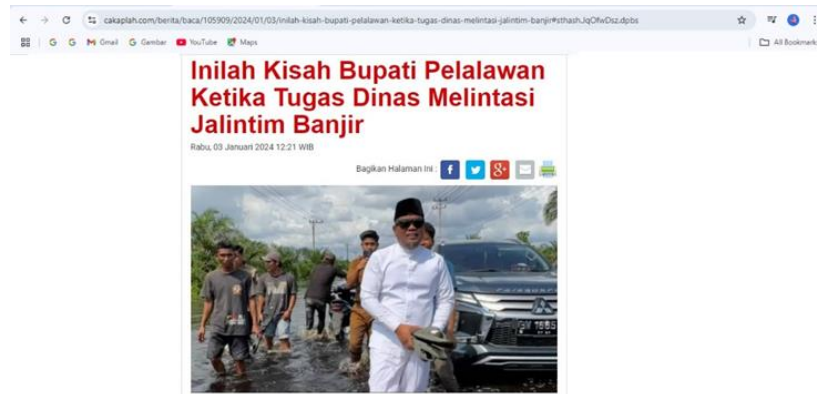 cakaplah.com/berita/baca/105909/2024/01/03/inilah-kisah-bupati-pelalawan-ketika-tugas-dinas-melintasi-jalintim-banjir#sthash.JqOfwDsz.dpbs
Gmail Gambar YouTube Maps All Bookmark
Inilah Kisah Bupati Pelalawan
Ketika Tugas Dinas Melintasi
Jalintim Banjir
Rabu, 03 Januari 2024 12:21 WIB
Bagikan Halaman Ini :